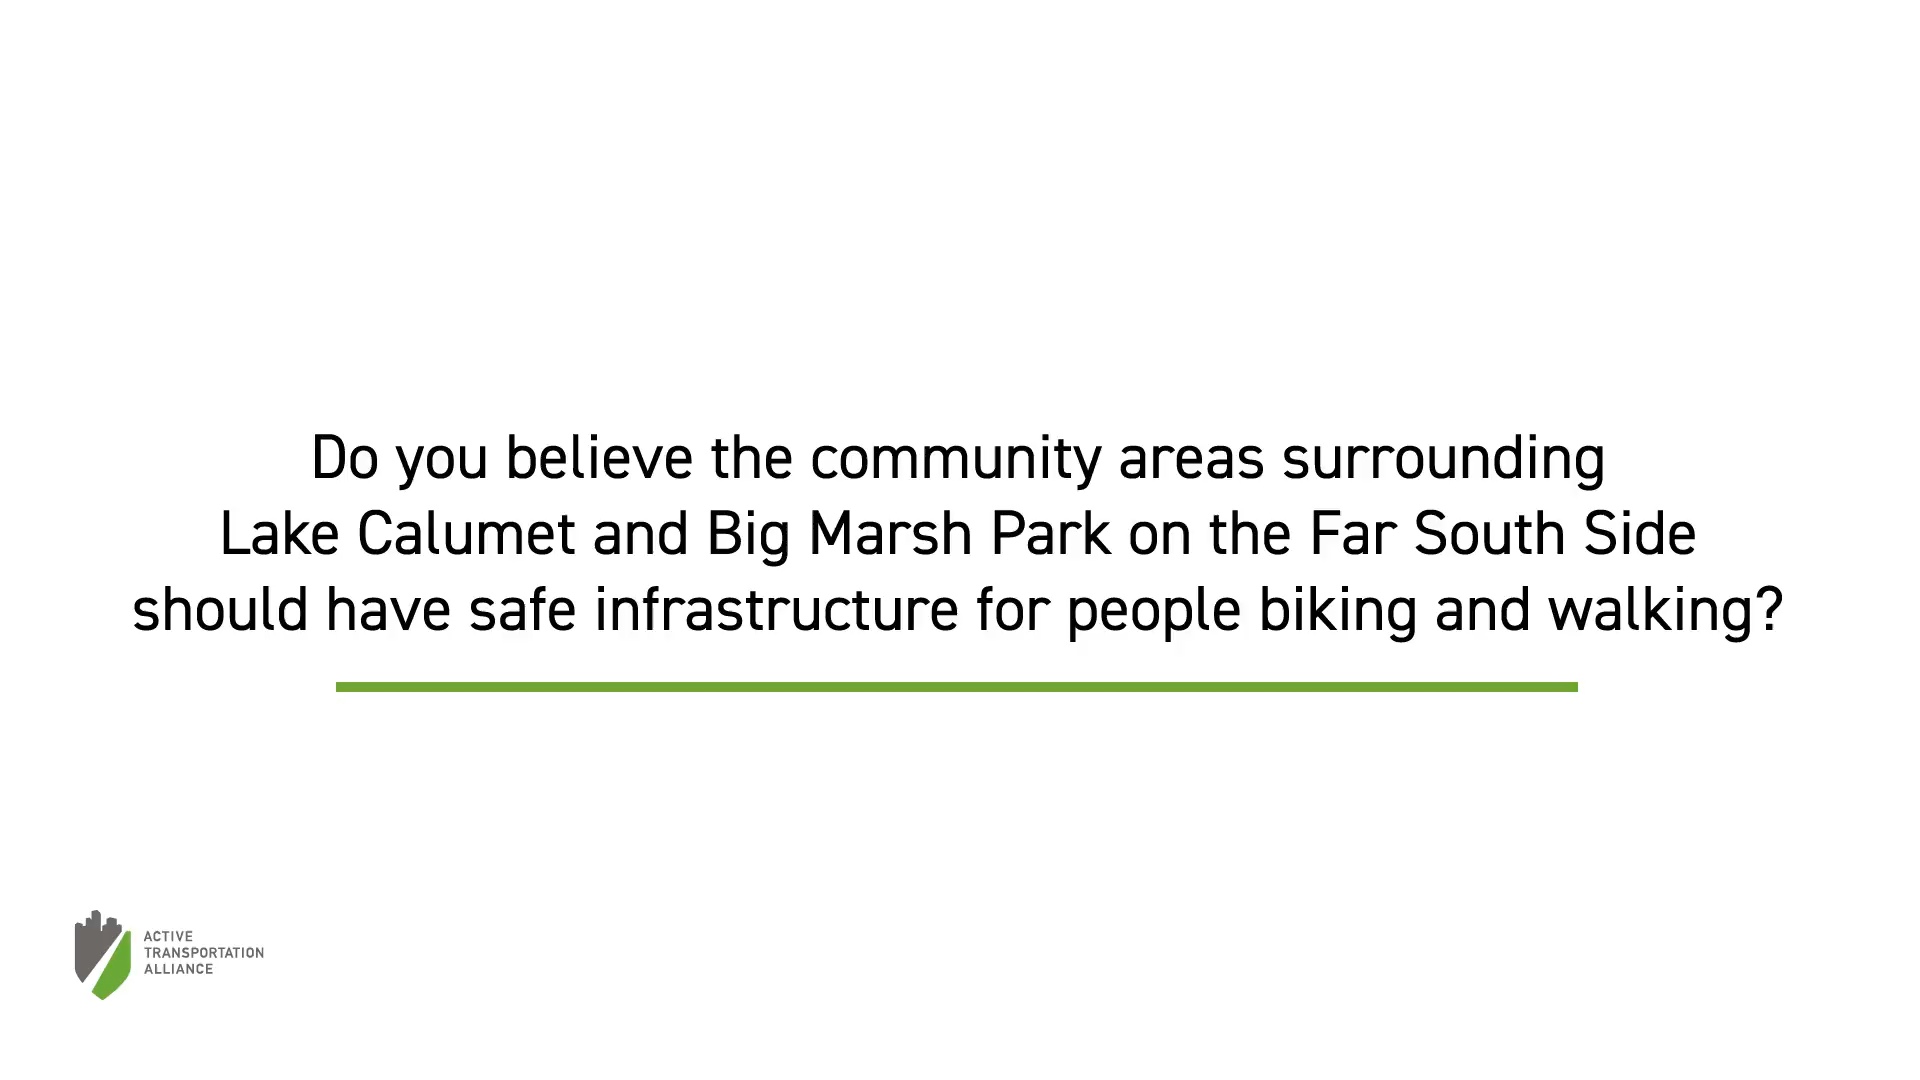 Do you believe the community areas surrounding
Lake Calumet and Big Marsh Park on the Far South Side
should have safe infrastructure for people biking and walking?
ACTIVE
TRANSPORTATION
ALLIANCE